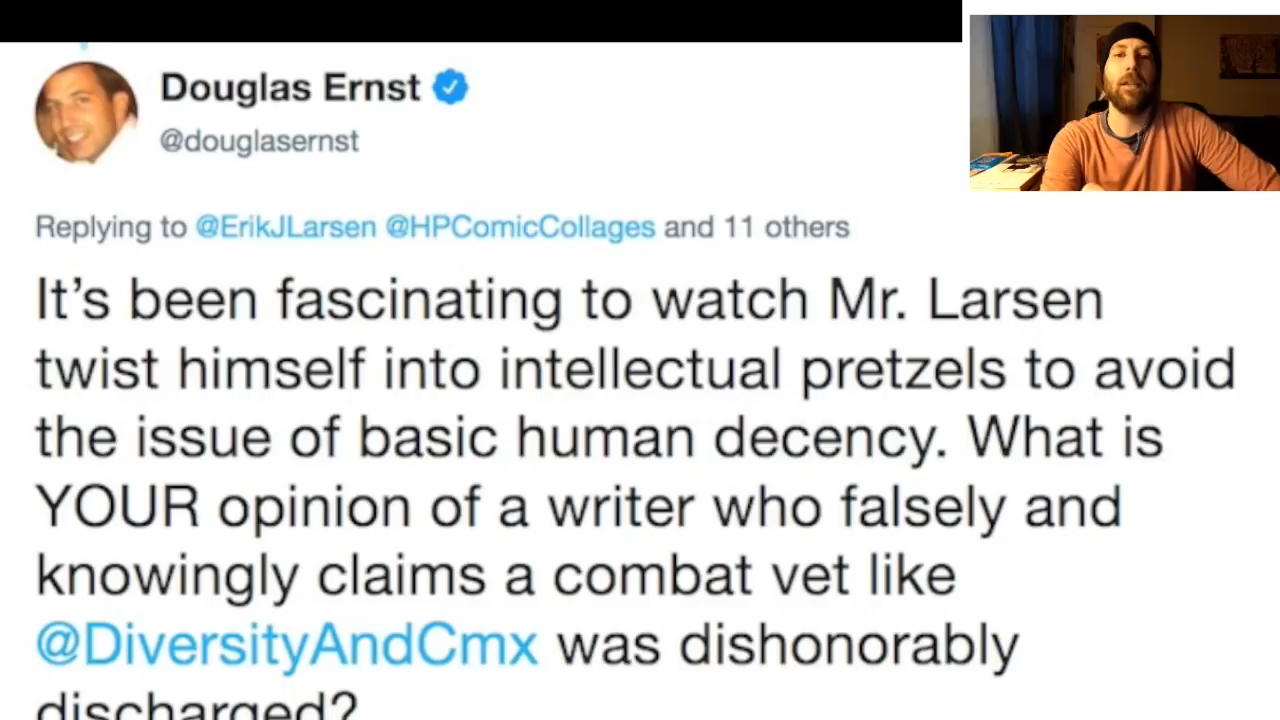 Douglas Ernst
@douglasernst
Replying to @ErikJLarsen @HPComicCollages and 11 others
It's been fascinating to watch Mr. Larsen
twist himself into intellectual pretzels to avoid
the issue of basic human decency. What is
YOUR opinion of a writer who falsely and
knowingly claims a combat vet like
@DiversityAndCmx was dishonorably
discharged?